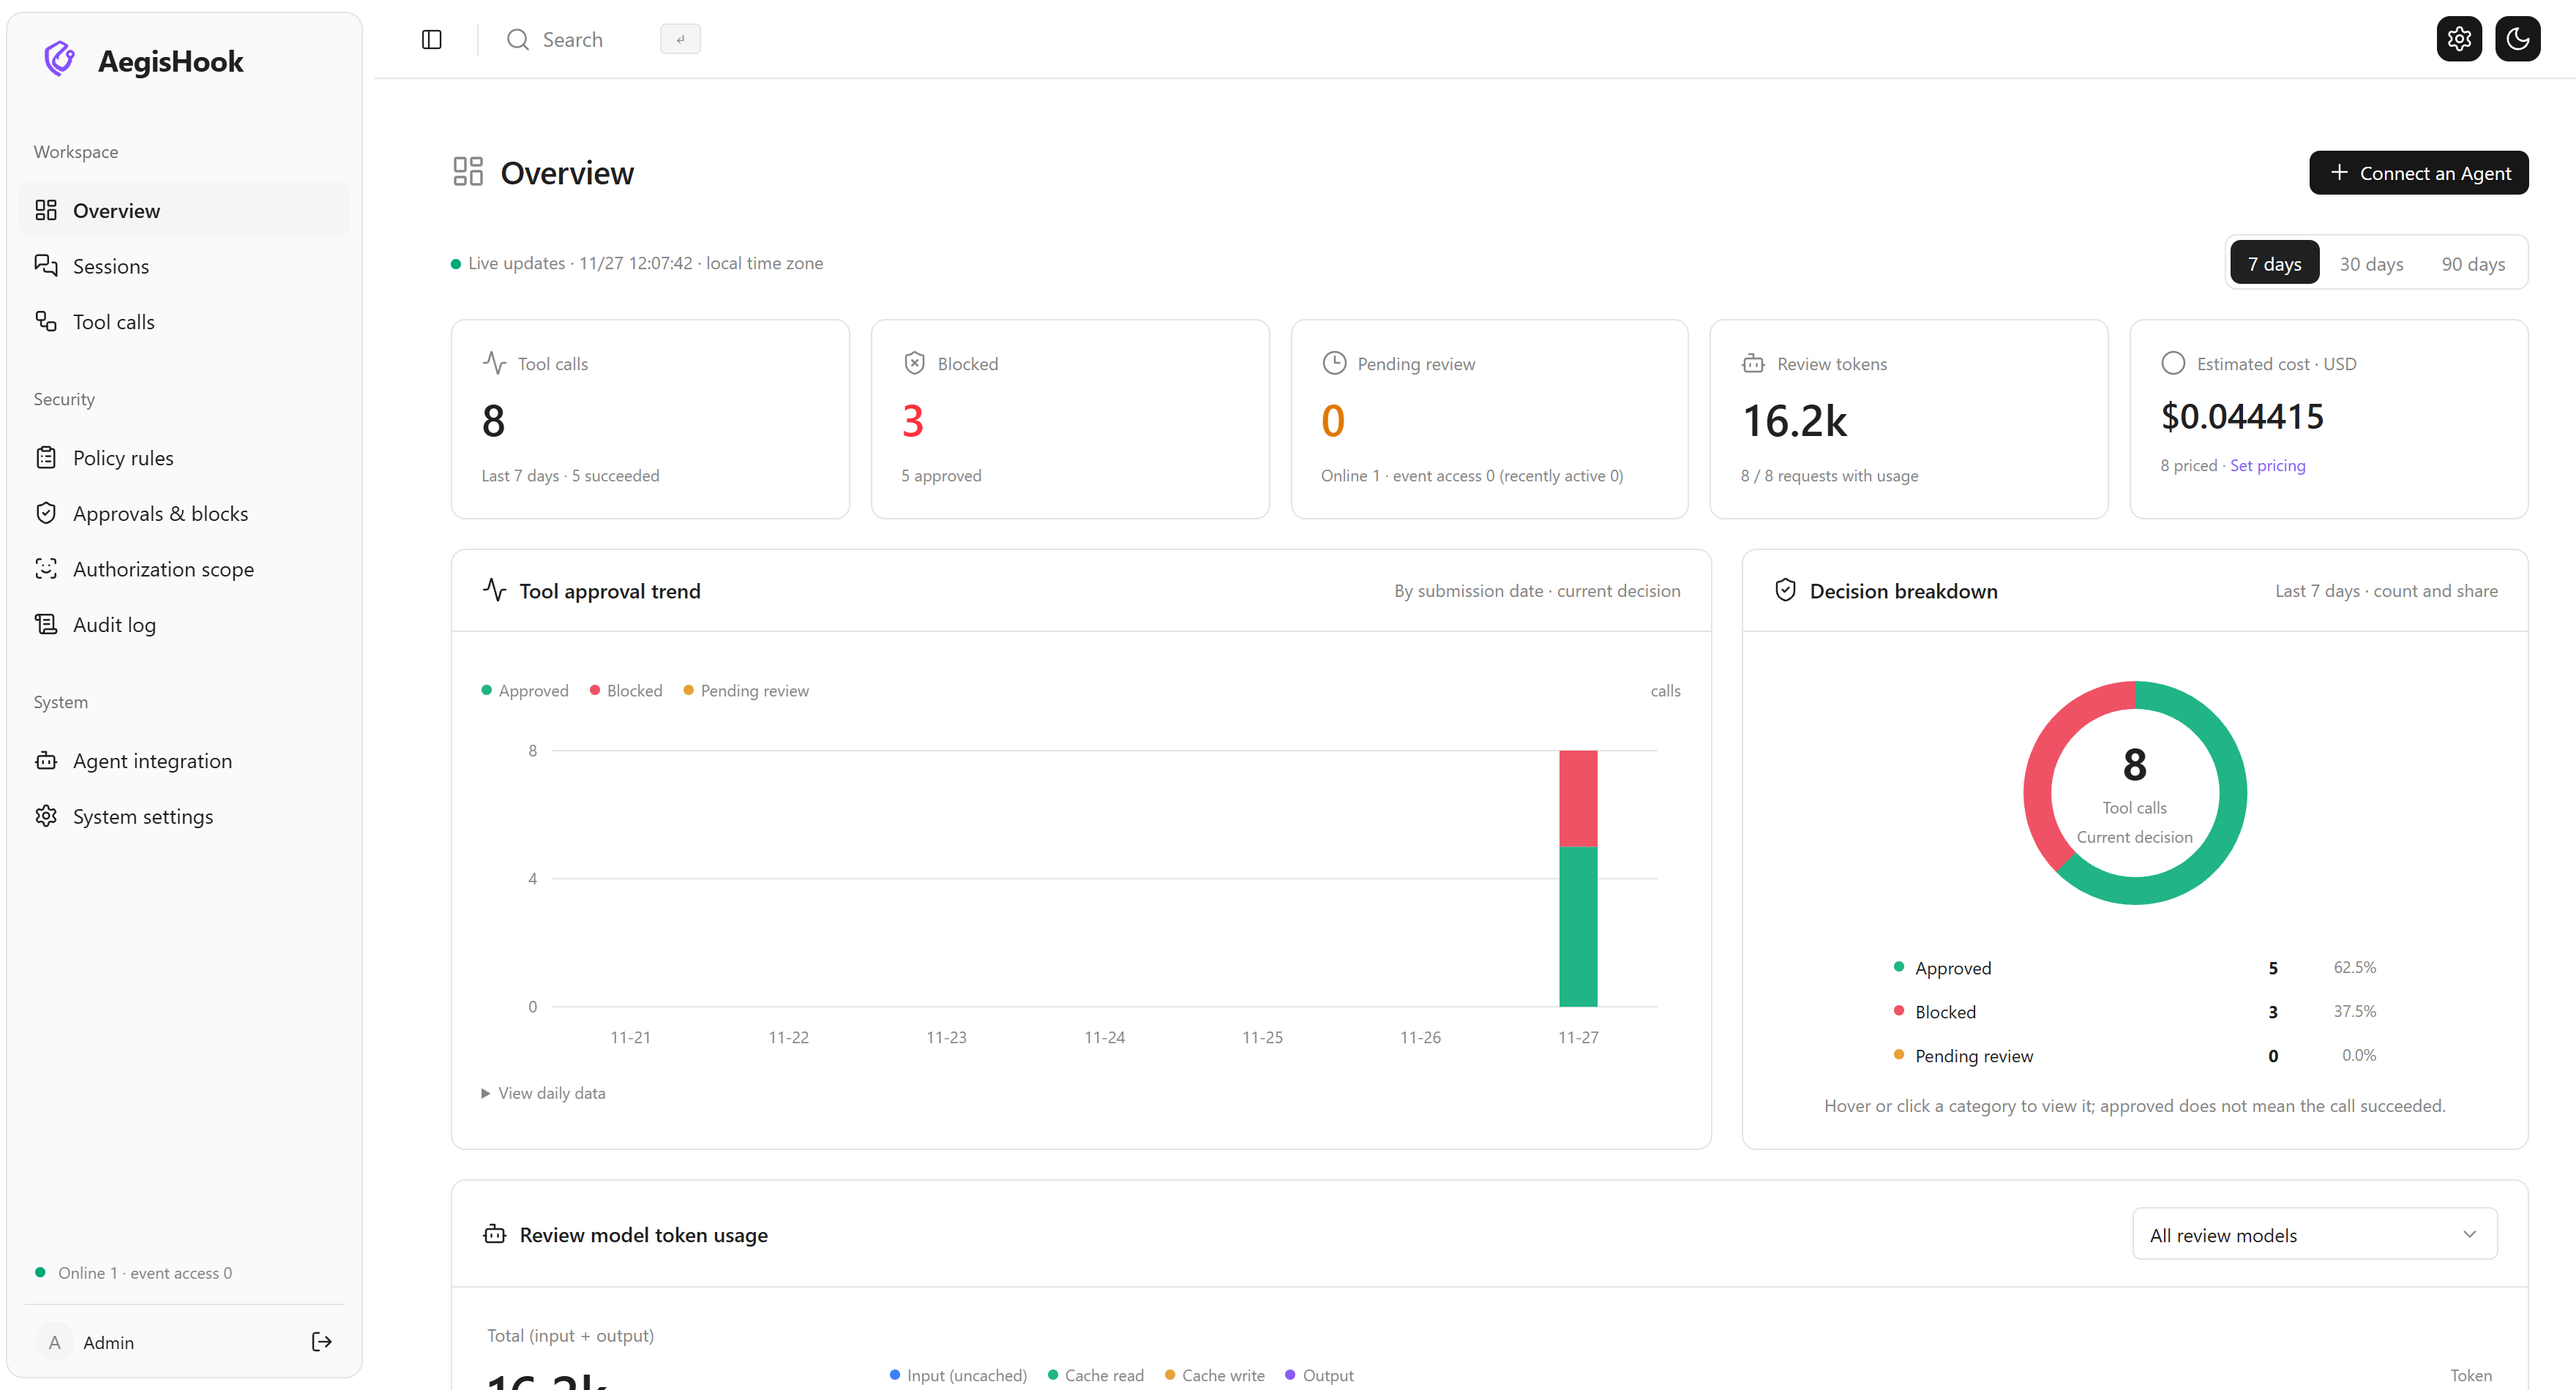 AegisHook
Search
Workspace
Overview
Sessions
Tool calls
Security
Policy rules
Approvals & blocks
Authorization scope
Audit log
System
Agent integration
System settings
Online 1 · event access 0
A Admin
Overview
Connect an Agent
Live updates · 11/27 12:07:42 · local time zone
7 days 30 days 90 days
Tool calls
8
Last 7 days · 5 succeeded
Blocked
3
5 approved
Pending review
0
Online 1 · event access 0 (recently active 0)
Review tokens
16.2k
8 / 8 requests with usage
Estimated cost · USD
$0.044415
8 priced · Set pricing
Tool approval trend
By submission date · current decision
Approved Blocked Pending review
calls
8
4
0
11-21 11-22 11-23 11-24 11-25 11-26 11-27
View daily data
Decision breakdown
Last 7 days · count and share
8
Tool calls
Current decision
Approved 5 62.5%
Blocked 3 37.5%
Pending review 0 0.0%
Hover or click a category to view it; approved does not mean the call succeeded.
Review model token usage
All review models
Total (input + output)
16.2k
Input (uncached) Cache read Cache write Output
Token